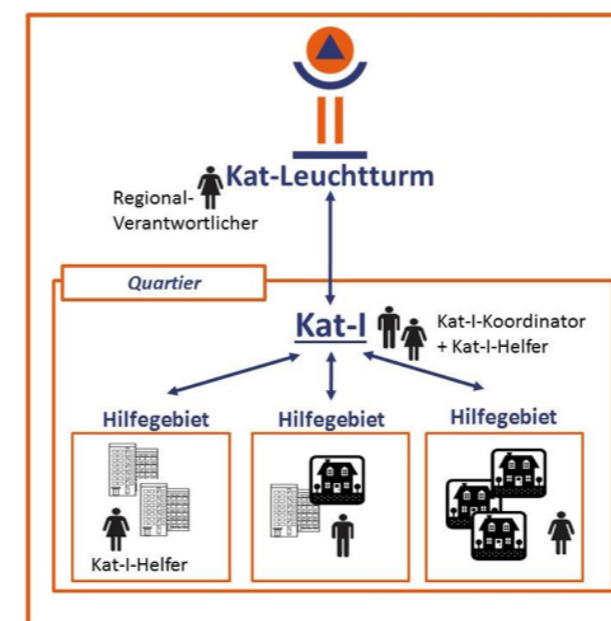 Kat-Leuchtturm
Regional-
Verantwortlicher
Quartier
Kat-I
Kat-I-Koordinator
+ Kat-I-Helfer
Hilfegebiet
Hilfegebiet
Hilfegebiet
Kat-I-Helfer